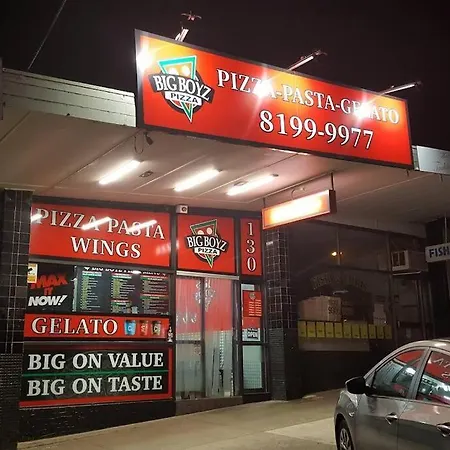 BIG BOYZ
PIZZA
PIZZA-PASTA-GELATO
8199-9977
PIZZA PASTA
WINGS
BIG BOYZ
PIZZA
130
MAX
IT
NOW!
GELATO
130
BIG ON VALUE
BIG ON TASTE
FISH